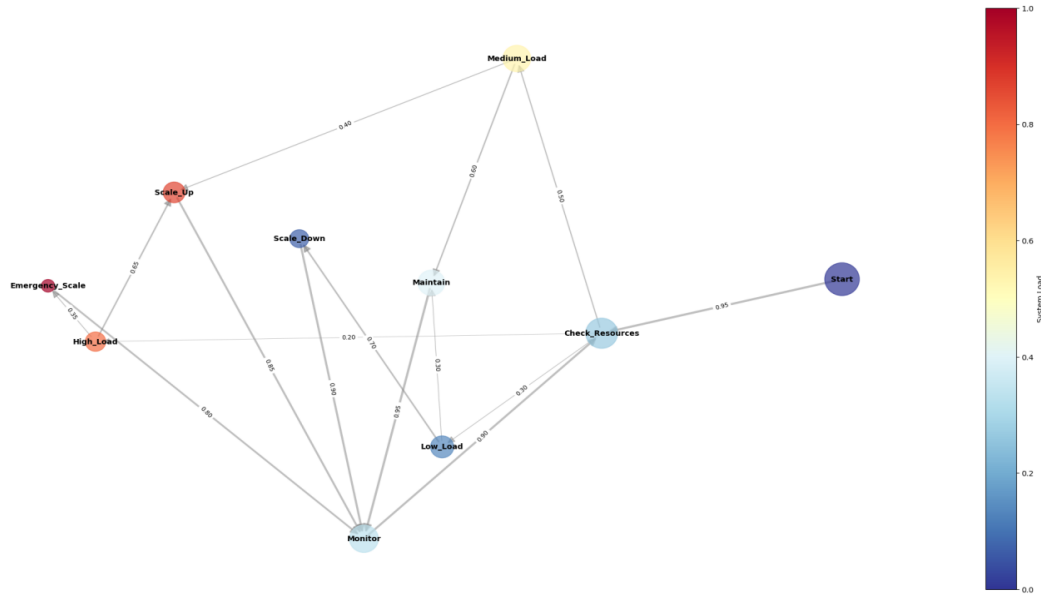 Medium_Load
0.40
0.60
0.50
Scale_Up
Scale_Down
0.65
Emergency_Scale
Maintain
Start
0.35
0.95
High_Load
0.20
0.70
Check_Resources
0.85
0.30
0.90
0.30
0.80
0.95
0.90
Low_Load
Monitor
1.0
0.8
0.6
0.4
0.2
0.0
System Load